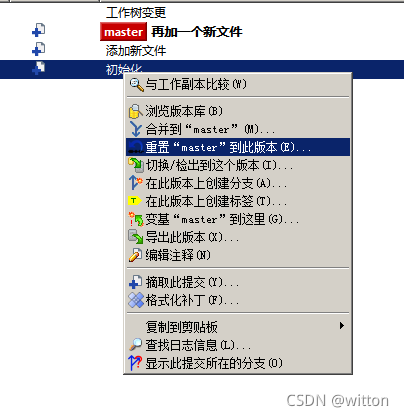 工作树变更
master 再加一个新文件
添加新文件
初始化
与工作副本比较(W)
浏览版本库(B)
合并到“master”(M)...
重置“master”到此版本(E)...
切换/检出到这个版本(I)...
在此版本上创建分支(A)...
在此版本上创建标签(T)...
变基“master”到这里(G)...
导出此版本(X)...
编辑注释(N)
摘取此提交(Y)...
格式化补丁(F)...
复制到剪贴板
查找日志信息(L)...
显示此提交所在的分支(O)
CSDN @witton